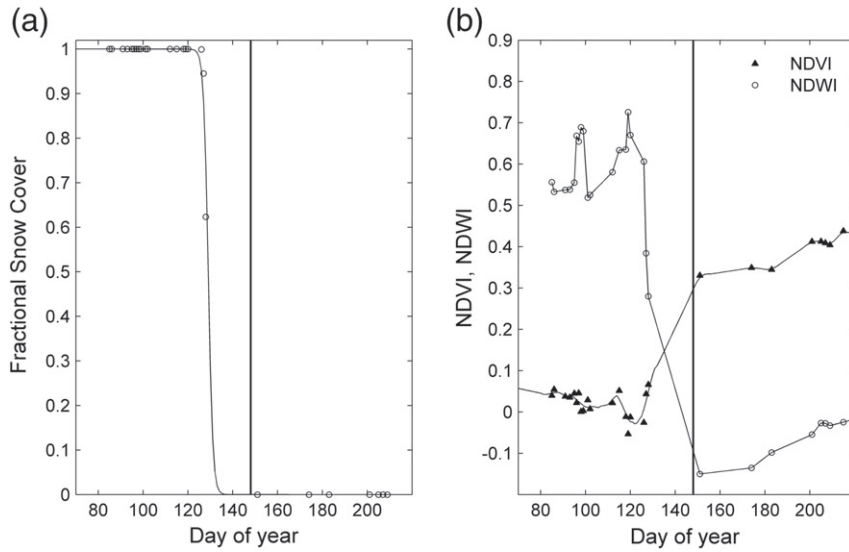 (a)
Fractional Snow Cover
1
0.9
0.8
0.7
0.6
0.5
0.4
0.3
0.2
0.1
0
80 100 120 140 160 180 200
Day of year
(b)
NDVI, NDWI
0.9
0.8
0.7
0.6
0.5
0.4
0.3
0.2
0.1
0
-0.1
NDVI
NDWI
80 100 120 140 160 180 200
Day of year